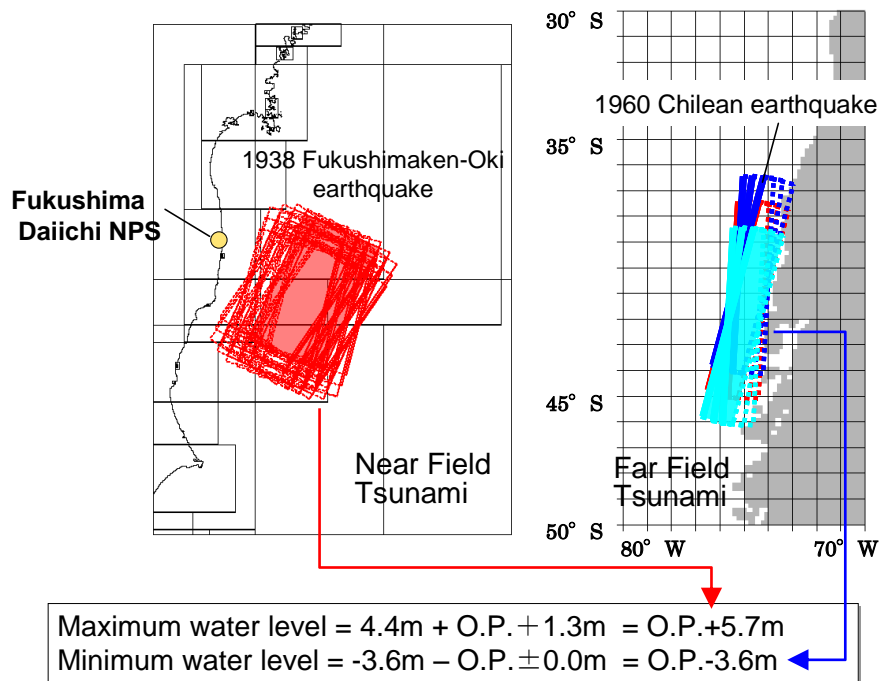 1938 Fukushimaken-Oki
earthquake
Fukushima
Daiichi NPS
Near Field
Tsunami
30° S
1960 Chilean earthquake
35° S
45° S
Far Field
Tsunami
50° S
80° W
70° W
Maximum water level = 4.4m + O.P.+1.3m = O.P.+5.7m
Minimum water level = -3.6m – O.P.±0.0m = O.P.-3.6m